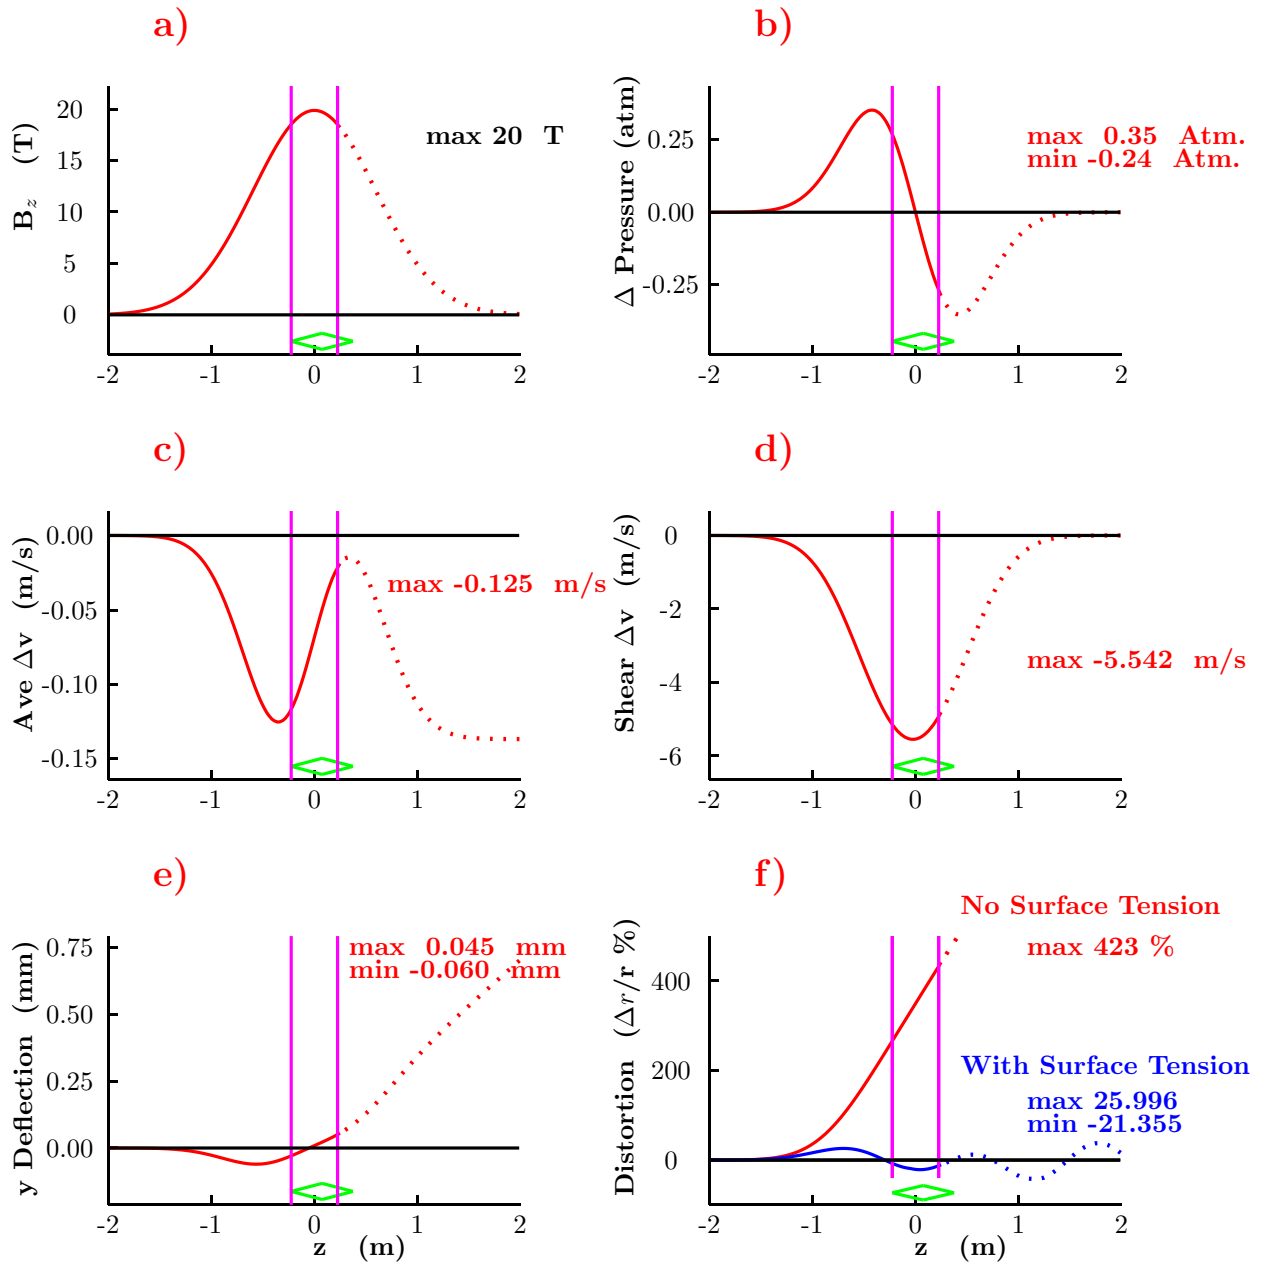 a)
B_z (T)
20
15
10
5
0
max 20 T
-2 -1 0 1 2
b)
Δ Pressure (atm)
0.25
0.00
-0.25
max 0.35 Atm.
min -0.24 Atm.
-2 -1 0 1 2
c)
Ave Δv (m/s)
0.00
-0.05
-0.10
-0.15
max -0.125 m/s
-2 -1 0 1 2
d)
Shear Δv (m/s)
0
-2
-4
-6
max -5.542 m/s
-2 -1 0 1 2
e)
y Deflection (mm)
0.75
0.50
0.25
0.00
max 0.045 mm
min -0.060 mm
-2 -1 0 1 2
z (m)
f)
Distortion (Δr/r %)
400
200
0
No Surface Tension
max 423 %
With Surface Tension
max 25.996
min -21.355
-2 -1 0 1 2
z (m)